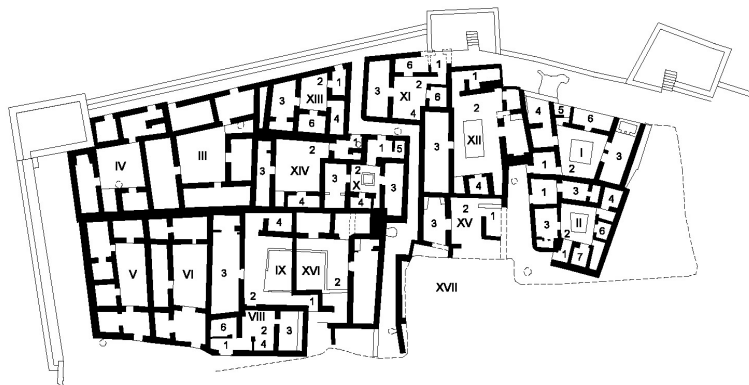 6 1
2 1
3 XIII
6 4
3 2
XI 6
4
1
2
XII
3
4
4 5 6
I 3
1 2
IV III
2 1 1 5
3 XIV
2
X
3 3
4 4
1 3 4
3 II
2 6
1 7
2
3 XV 1
4
V VI 3 IX XVI
2
2 1
VIII
6 2 3
1 4
XVII